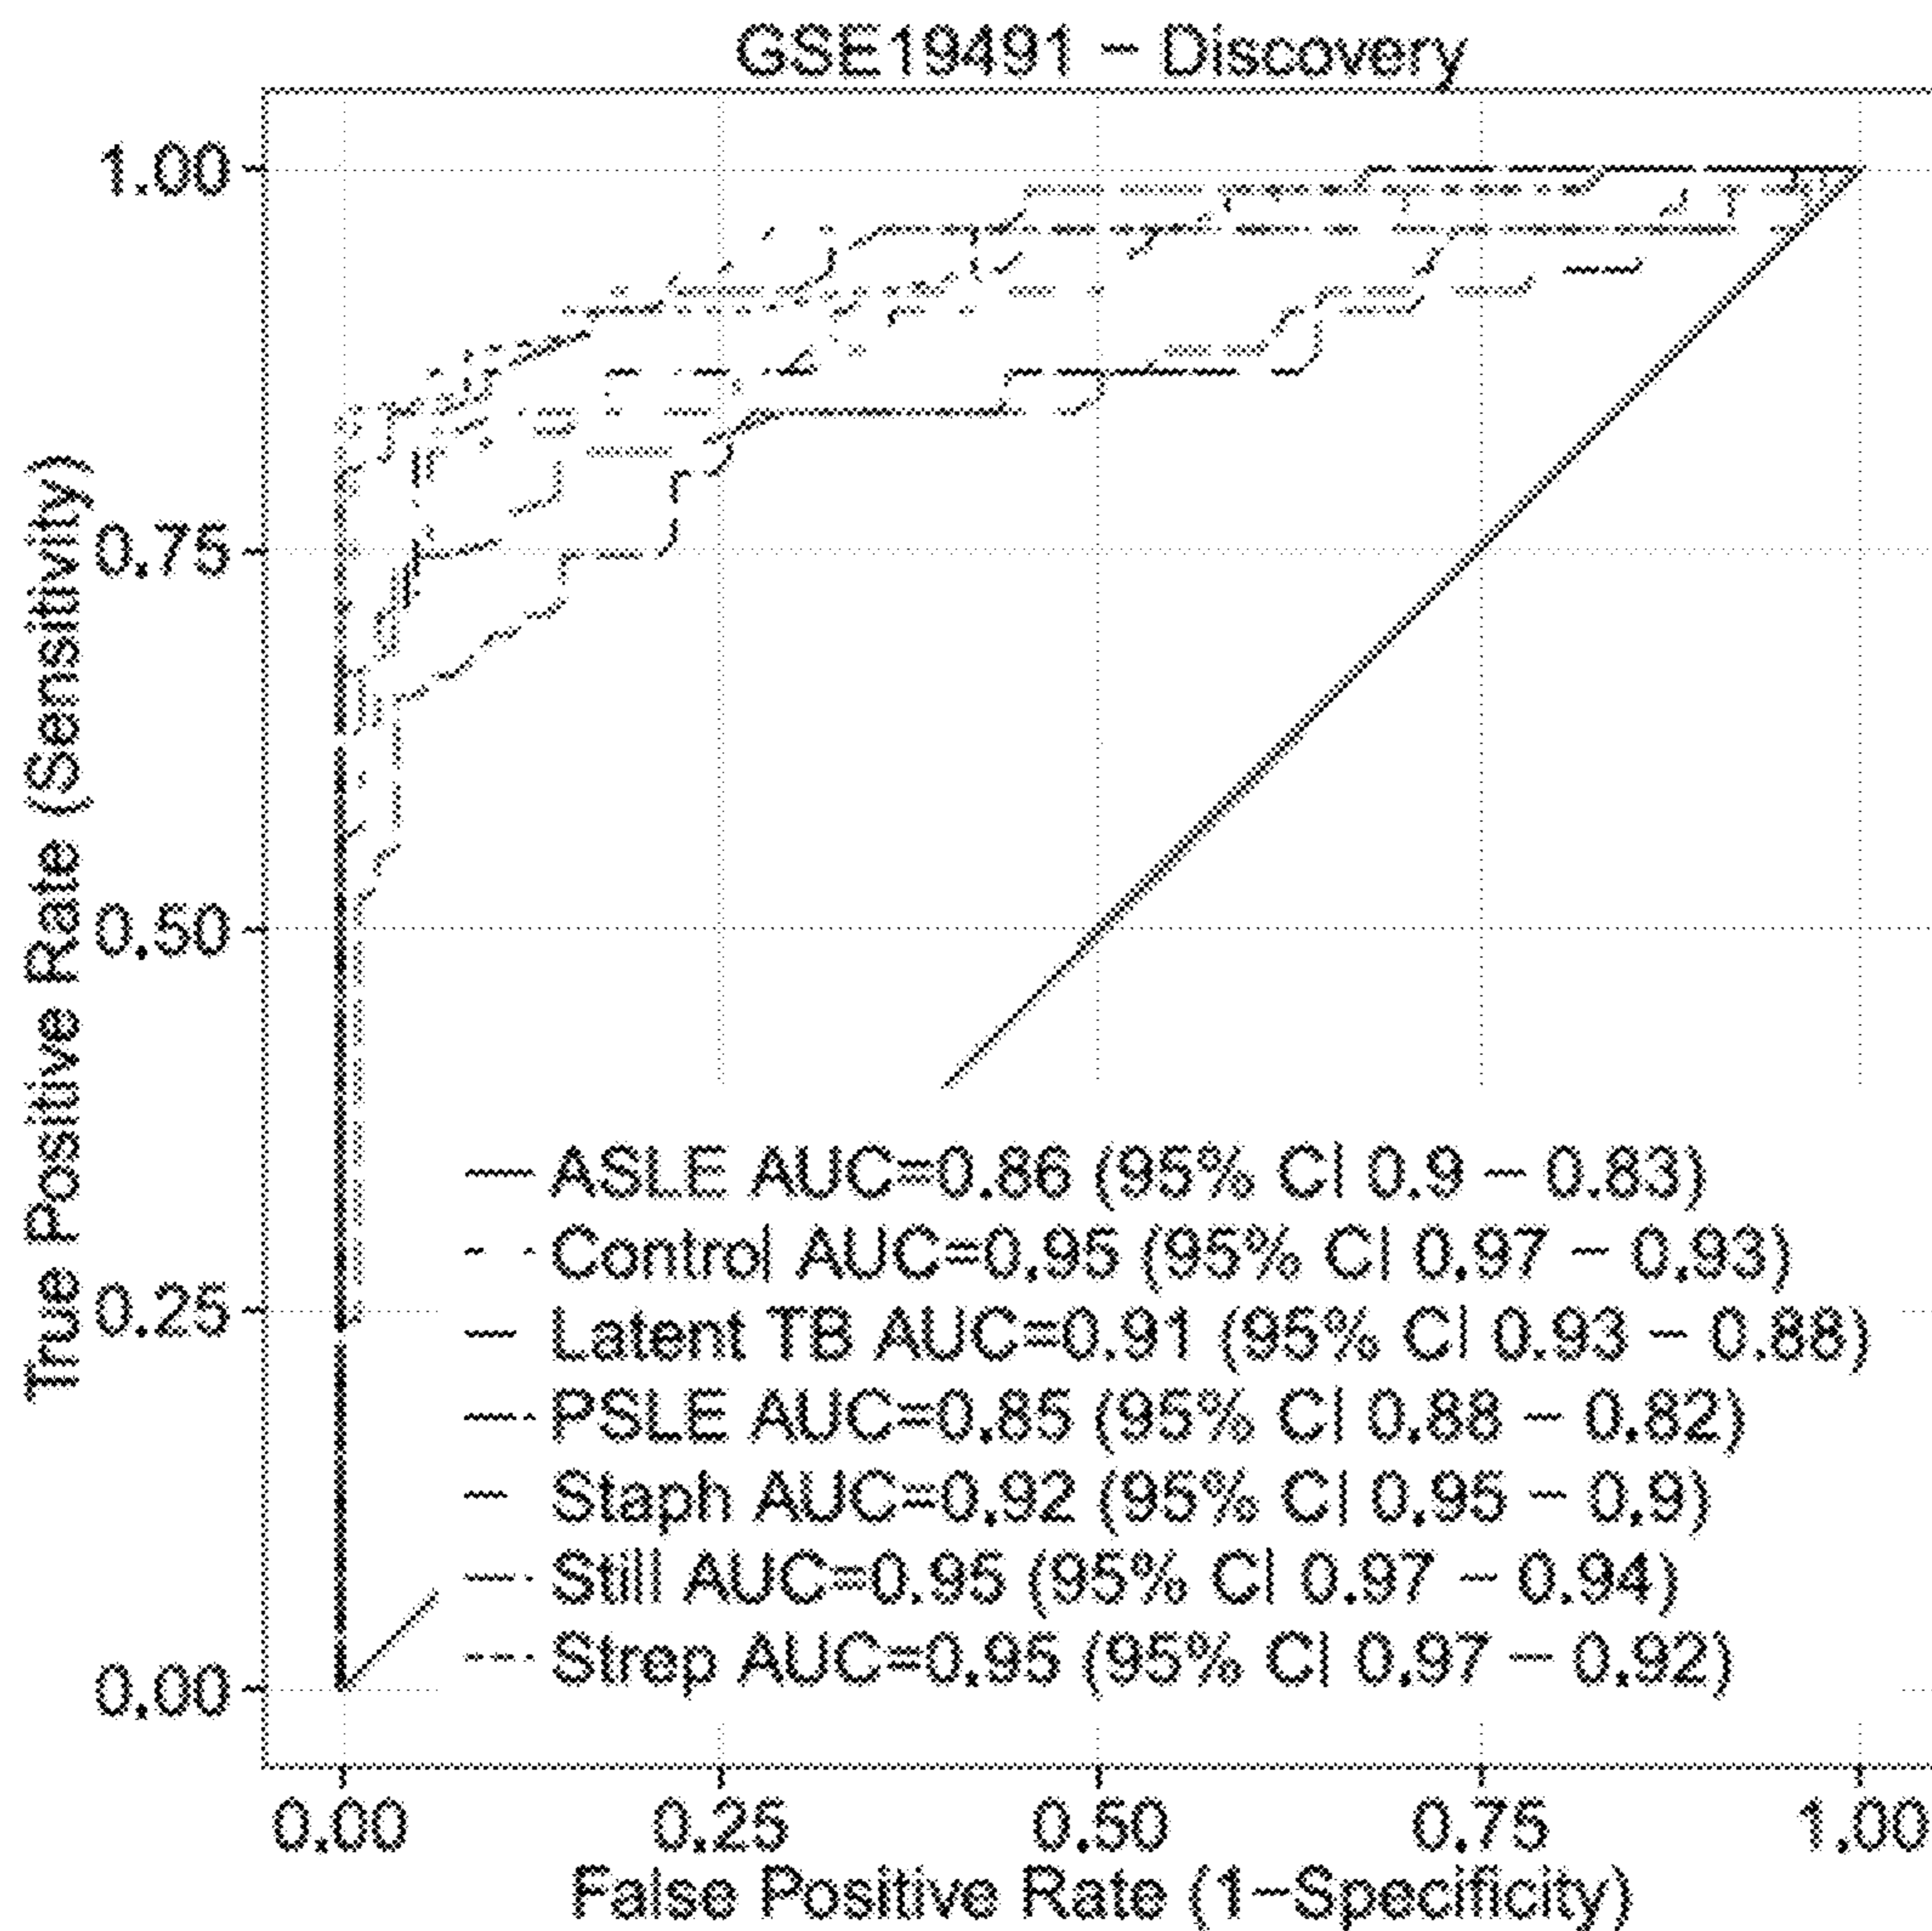 GSE19491 – Discovery
True Positive Rate (Sensitivity)
1.00
0.75
0.50
0.25
0.00
ASLE AUC=0.86 (95% CI 0.9 – 0.83)
Control AUC=0.95 (95% CI 0.97 – 0.93)
Latent TB AUC=0.91 (95% CI 0.93 – 0.88)
PSLE AUC=0.85 (95% CI 0.88 – 0.82)
Staph AUC=0.92 (95% CI 0.95 – 0.9)
Still AUC=0.95 (95% CI 0.97 – 0.94)
Strep AUC=0.95 (95% CI 0.97 – 0.92)
0.00 0.25 0.50 0.75 1.00
False Positive Rate (1–Specificity)